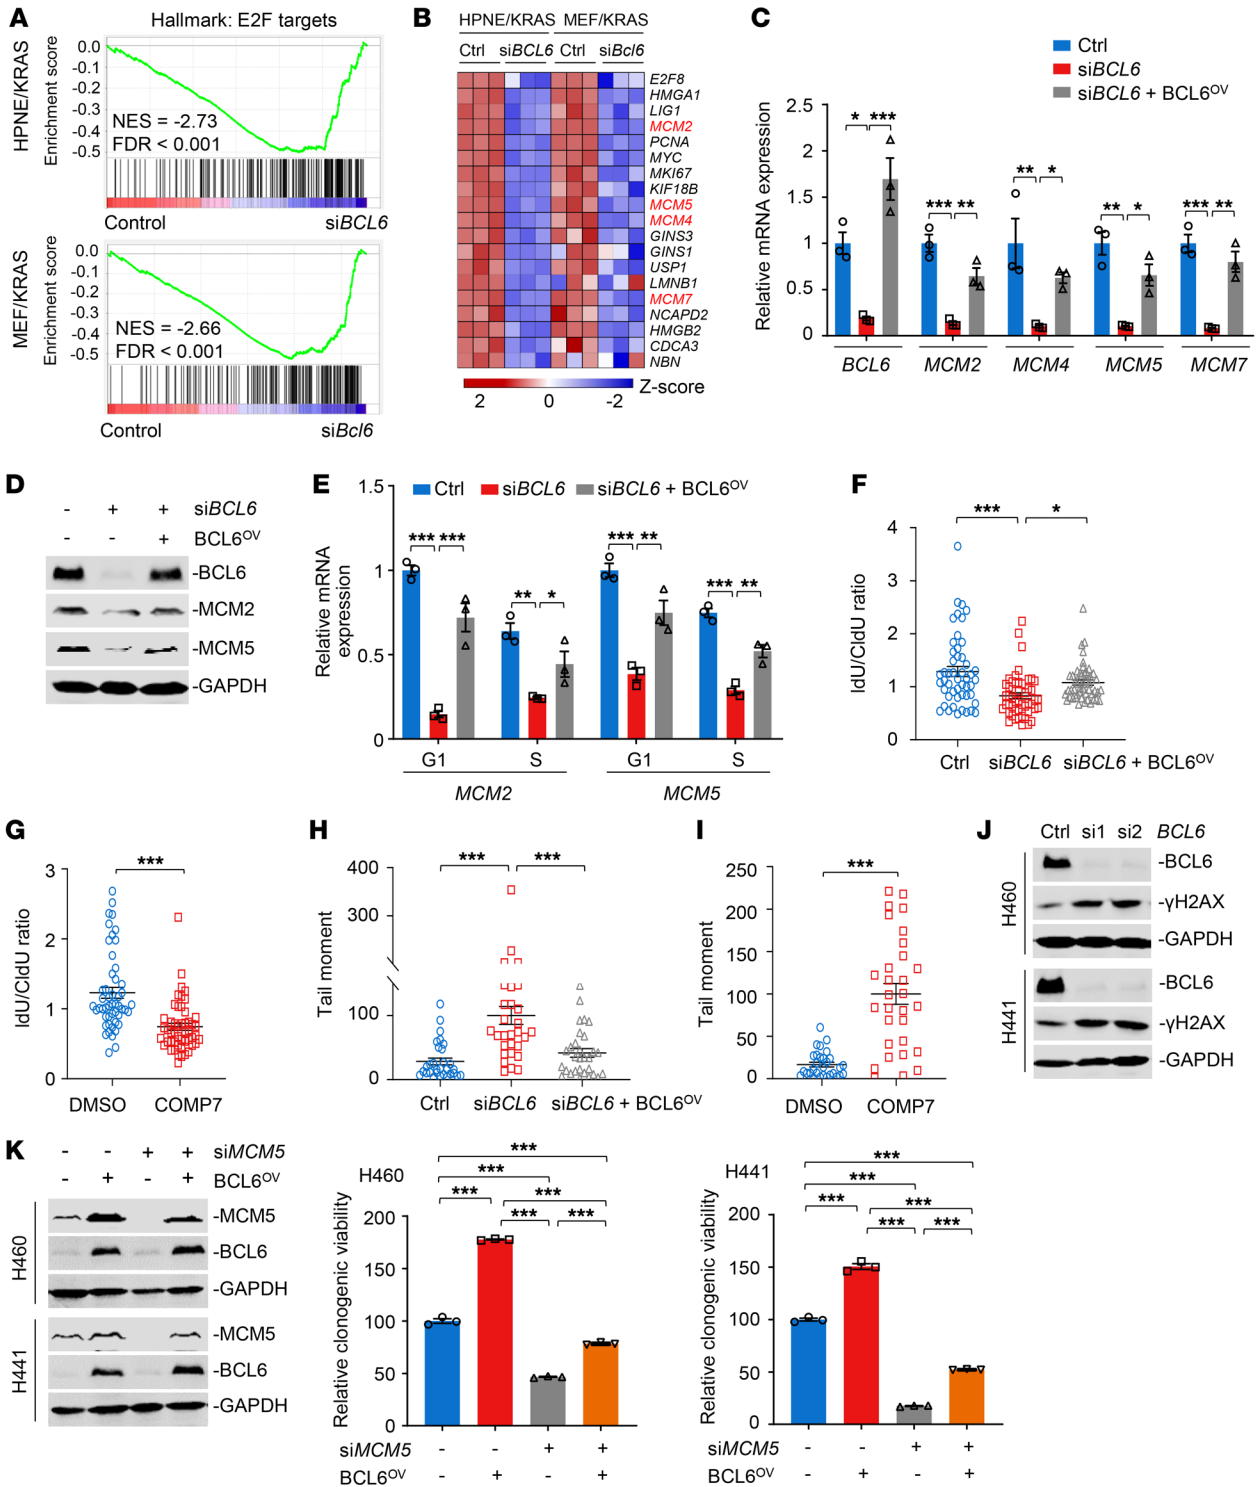 A
Hallmark: E2F targets
HPNE/KRAS
Enrichment score
0.0
-0.1
-0.2
-0.3
-0.4
-0.5
NES = -2.73
FDR < 0.001
Control
siBCL6
MEF/KRAS
Enrichment score
0.0
-0.1
-0.2
-0.3
-0.4
-0.5
NES = -2.66
FDR < 0.001
Control
siBcl6
B
HPNE/KRAS MEF/KRAS
Ctrl siBCL6 Ctrl siBcl6
E2F8
HMGA1
LIG1
MCM2
PCNA
MYC
MKI67
KIF18B
MCM5
MCM4
GINS3
GINS1
USP1
LMNB1
MCM7
NCAPD2
HMGB2
CDCA3
NBN
Z-score
2 0 -2
C
Ctrl
siBCL6
siBCL6 + BCL6OV
Relative mRNA expression
2.5
2
1.5
1
0.5
0
* ***
*** **
** *
** *
*** **
BCL6 MCM2 MCM4 MCM5 MCM7
D
- + + siBCL6
- - + BCL6OV
-BCL6
-MCM2
-MCM5
-GAPDH
E
Ctrl siBCL6 siBCL6 + BCL6OV
Relative mRNA
expression
1.5
1
0.5
0
*** ***
** *
*** **
*** **
G1 S G1 S
MCM2 MCM5
F
IdU/CldU ratio
4
3
2
1
0
*** *
Ctrl siBCL6 siBCL6 + BCL6OV
G
IdU/CldU ratio
3
2
1
0
***
DMSO COMP7
H
Tail moment
400
300
100
0
*** ***
Ctrl siBCL6 siBCL6 + BCL6OV
I
Tail moment
250
200
150
100
50
0
***
DMSO COMP7
J
Ctrl si1 si2 BCL6
H460
-BCL6
-γH2AX
-GAPDH
H441
-BCL6
-γH2AX
-GAPDH
K
- - + + siMCM5
- + - + BCL6OV
H460
-MCM5
-BCL6
-GAPDH
H441
-MCM5
-BCL6
-GAPDH
H460
Relative clonogenic viability
200
150
100
50
0
***
***
*** ***
*** ***
siMCM5 - - + +
BCL6OV - + - +
H441
Relative clonogenic viability
200
150
100
50
0
***
***
*** ***
*** ***
siMCM5 - - + +
BCL6OV - + - +